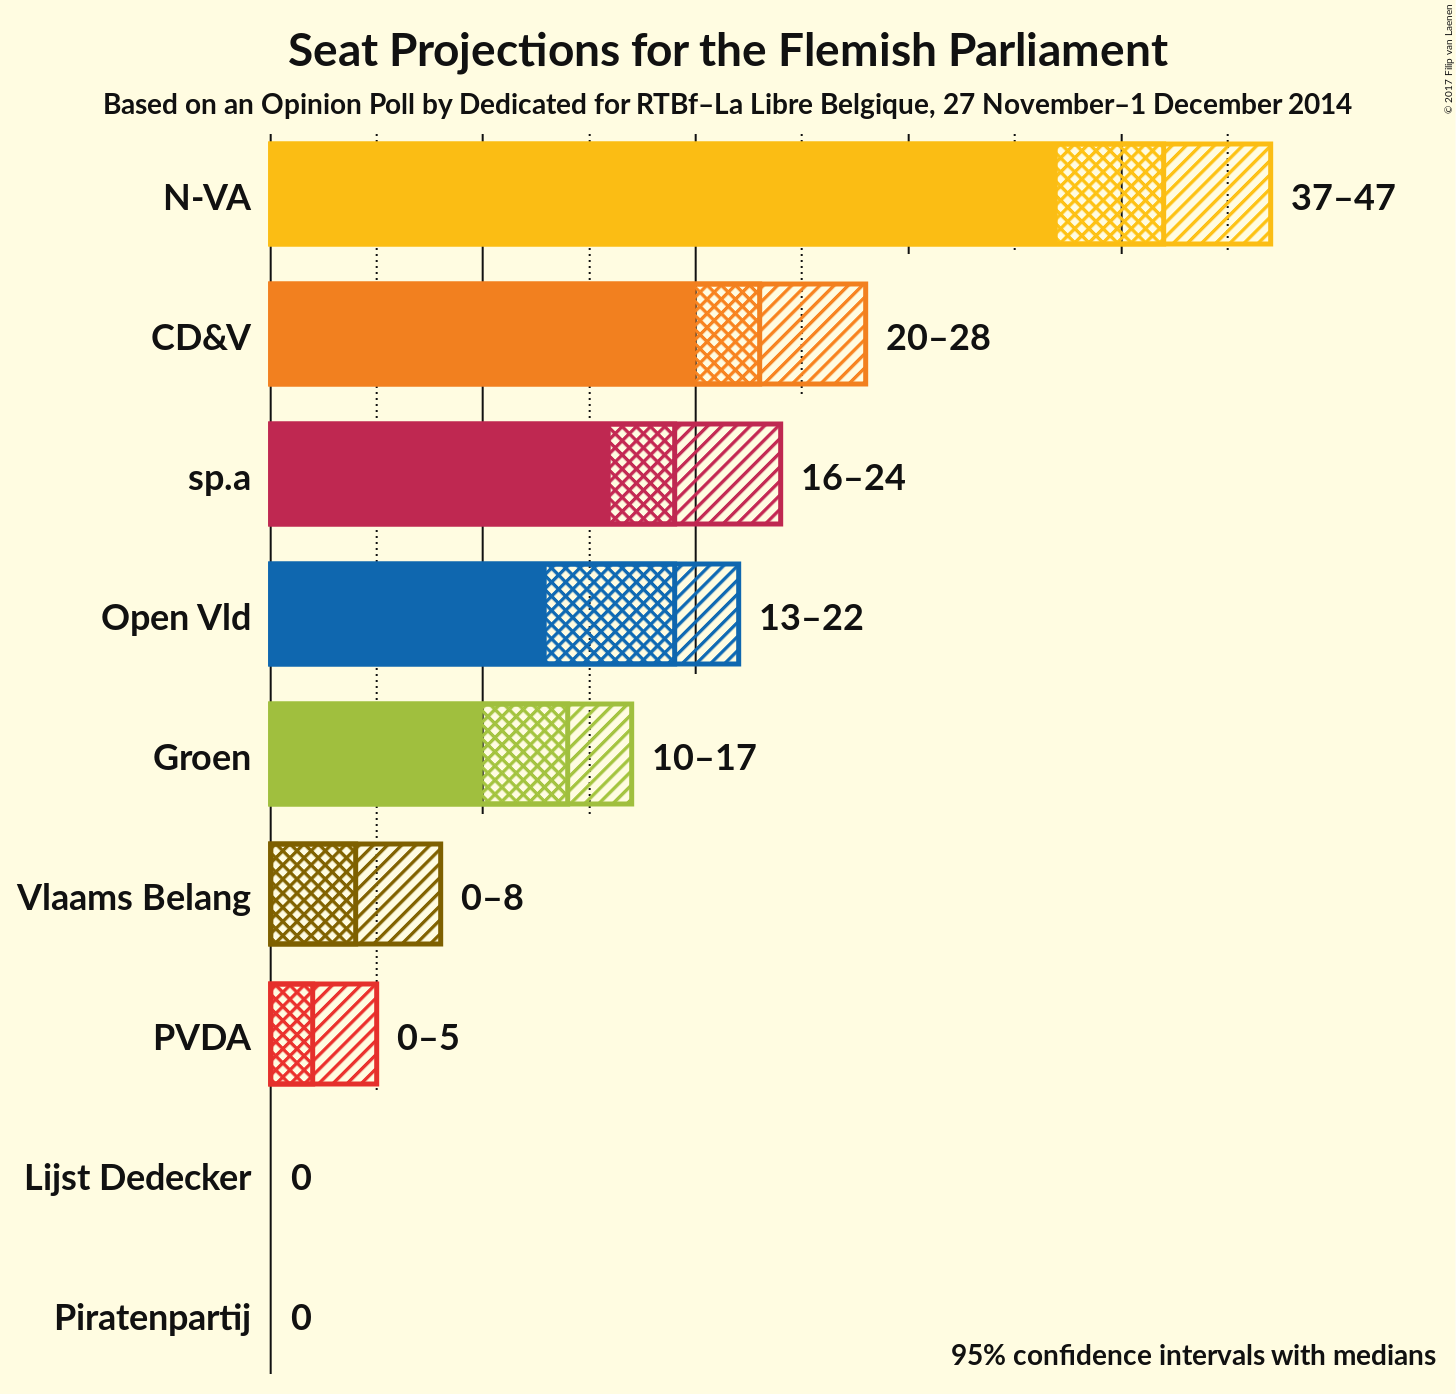 Seat Projections for the Flemish Parliament
Based on an Opinion Poll by Dedicated for RTBf–La Libre Belgique, 27 November–1 December 2014
© 2017 Filip van Laenen
N-VA 37–47
CD&V 20–28
sp.a 16–24
Open Vld 13–22
Groen 10–17
Vlaams Belang 0–8
PVDA 0–5
Lijst Dedecker 0
Piratenpartij 0
95% confidence intervals with medians